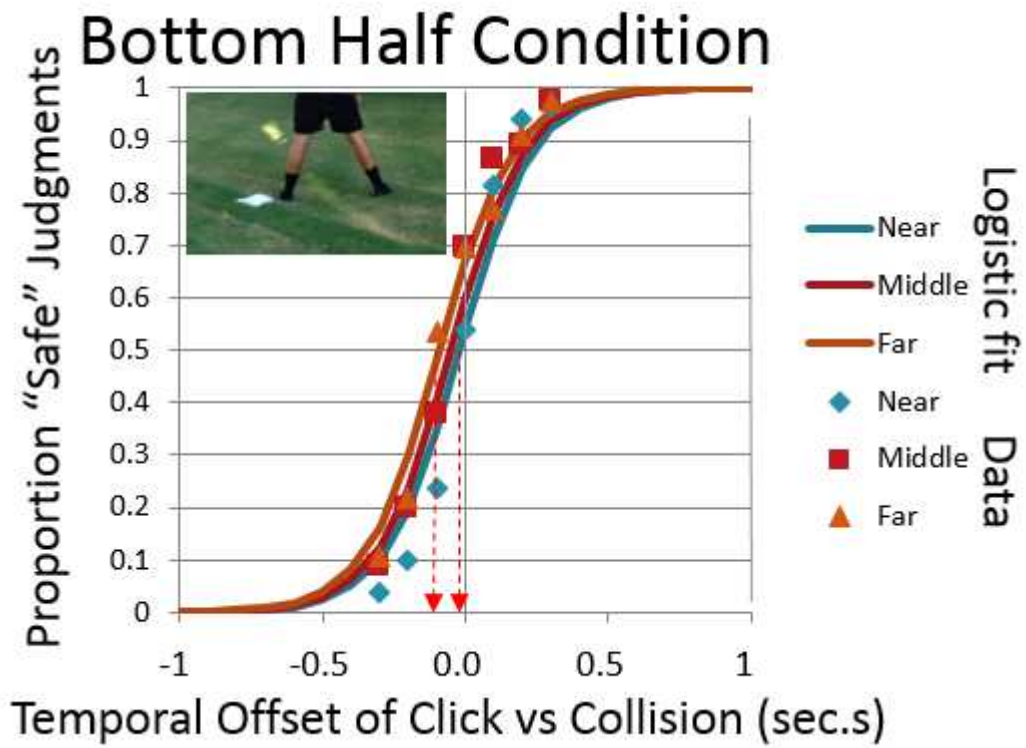 Bottom Half Condition
Proportion “Safe” Judgments
1
0.9
0.8
0.7
0.6
0.5
0.4
0.3
0.2
0.1
0
-1 -0.5 0.0 0.5 1
Temporal Offset of Click vs Collision (sec.s)
Near
Middle
Far
Near
Middle
Far
Logistic fit
Data